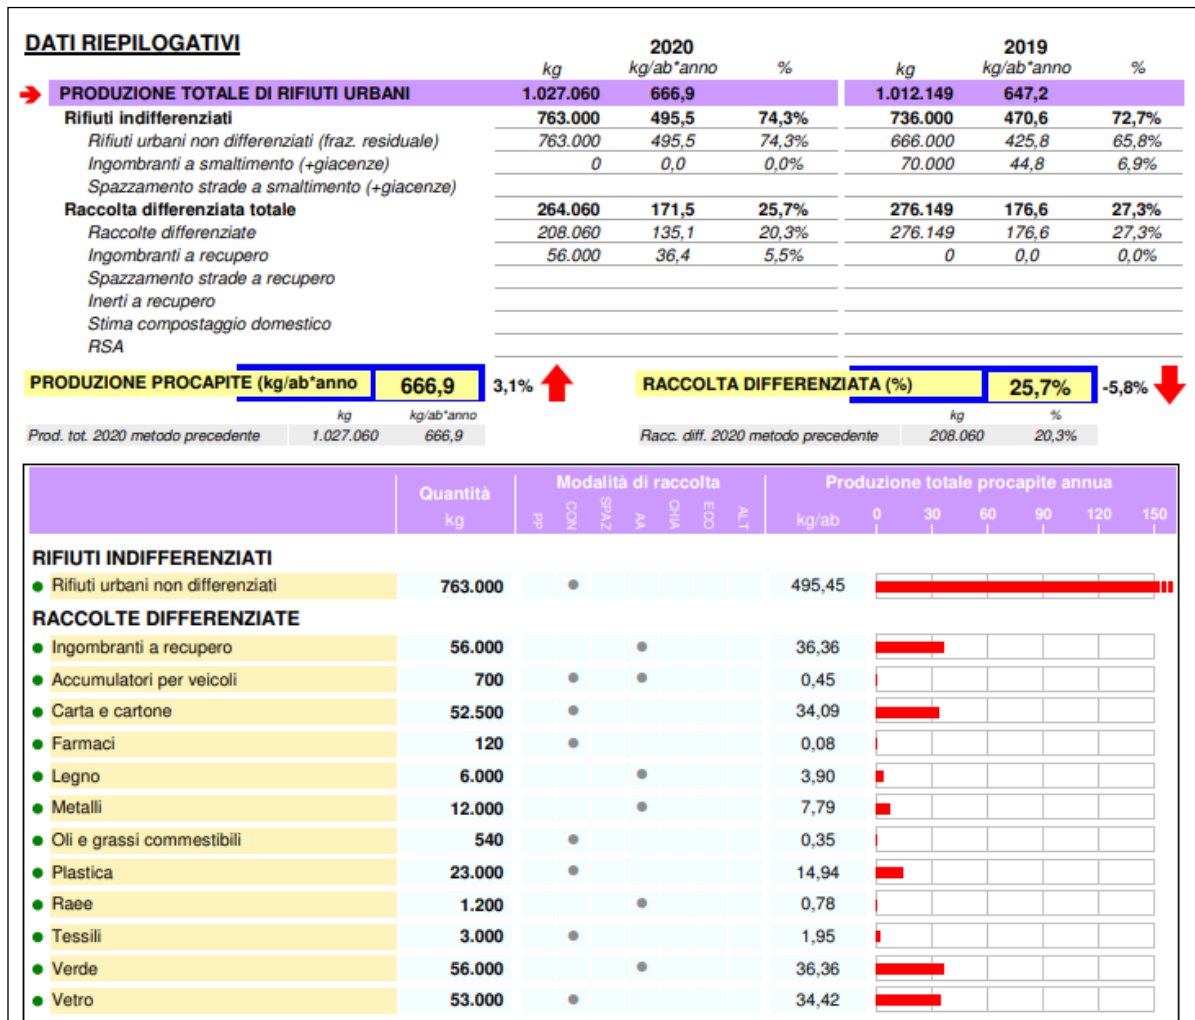 DATI RIEPILOGATIVI
2020 2019
kg kg/ab*anno % kg kg/ab*anno %
PRODUZIONE TOTALE DI RIFIUTI URBANI 1.027.060 666,9 1.012.149 647,2
Rifiuti indifferenziati 763.000 495,5 74,3% 736.000 470,6 72,7%
Rifiuti urbani non differenziati (fraz. residuale) 763.000 495,5 74,3% 666.000 425,8 65,8%
Ingombranti a smaltimento (+giacenze) 0 0,0 0,0% 70.000 44,8 6,9%
Spazzamento strade a smaltimento (+giacenze)
Raccolta differenziata totale 264.060 171,5 25,7% 276.149 176,6 27,3%
Raccolte differenziate 208.060 135,1 20,3% 276.149 176,6 27,3%
Ingombranti a recupero 56.000 36,4 5,5% 0 0,0 0,0%
Spazzamento strade a recupero
Inerti a recupero
Stima compostaggio domestico
RSA
PRODUZIONE PROCAPITE (kg/ab*anno 666,9 3,1% RACCOLTA DIFFERENZIATA (%) 25,7% -5,8%
kg kg/ab*anno kg %
Prod. tot. 2020 metodo precedente 1.027.060 666,9 Racc. diff. 2020 metodo precedente 208.060 20,3%
Quantità Modalità di raccolta Produzione totale procapite annua
kg PP CON SPAZ AA CHIA ECO ALT kg/ab 0 30 60 90 120 150
RIFIUTI INDIFFERENZIATI
Rifiuti urbani non differenziati 763.000 495,45
RACCOLTE DIFFERENZIATE
Ingombranti a recupero 56.000 36,36
Accumulatori per veicoli 700 0,45
Carta e cartone 52.500 34,09
Farmaci 120 0,08
Legno 6.000 3,90
Metalli 12.000 7,79
Oli e grassi commestibili 540 0,35
Plastica 23.000 14,94
Raee 1.200 0,78
Tessili 3.000 1,95
Verde 56.000 36,36
Vetro 53.000 34,42